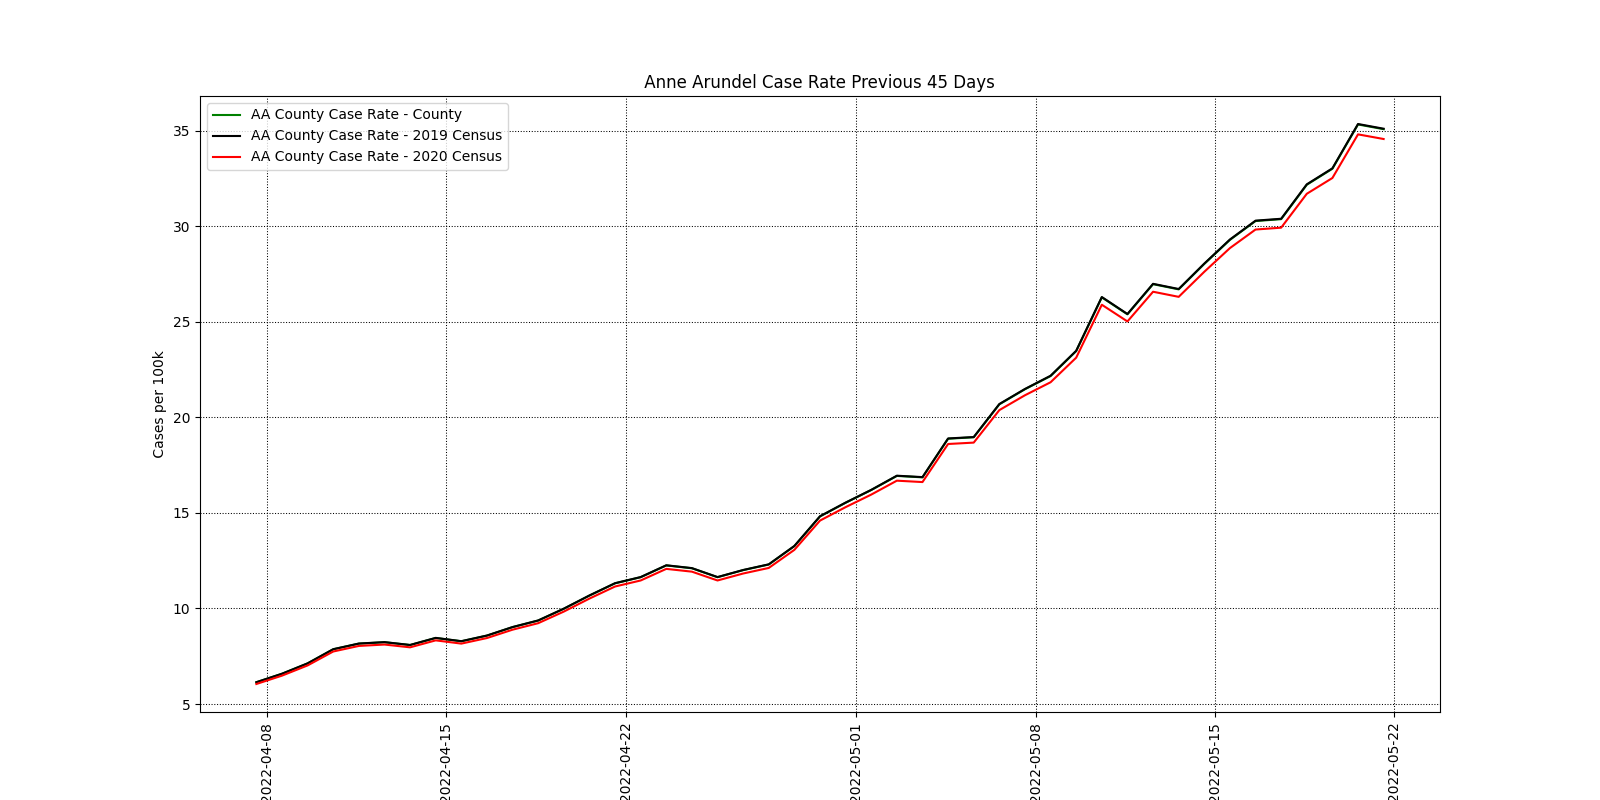 Anne Arundel Case Rate Previous 45 Days
AA County Case Rate - County
AA County Case Rate - 2019 Census
AA County Case Rate - 2020 Census
35
30
25
20
15
10
5
Cases per 100k
2022-04-08
2022-04-15
2022-04-22
2022-05-01
2022-05-08
2022-05-15
2022-05-22